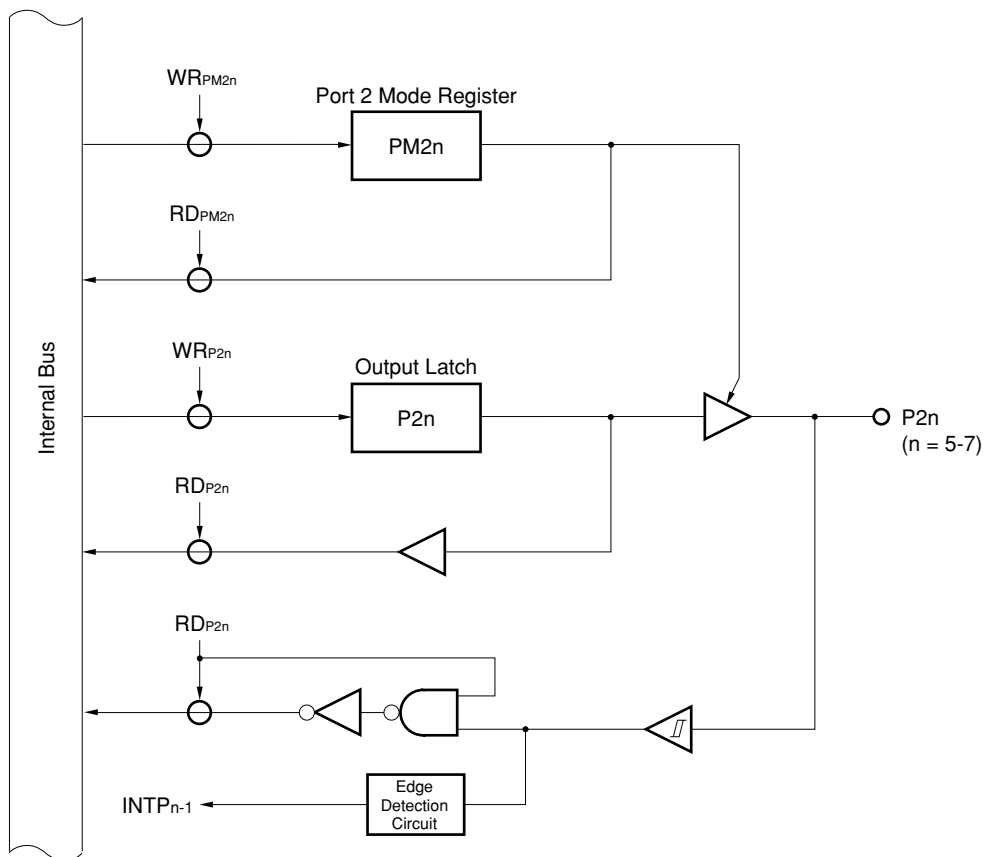 WRPM2n
Port 2 Mode Register
PM2n
RDPM2n
WRP2n
Output Latch
P2n
P2n
(n = 5-7)
Internal Bus
RDP2n
RDP2n
INTPn-1
Edge
Detection
Circuit